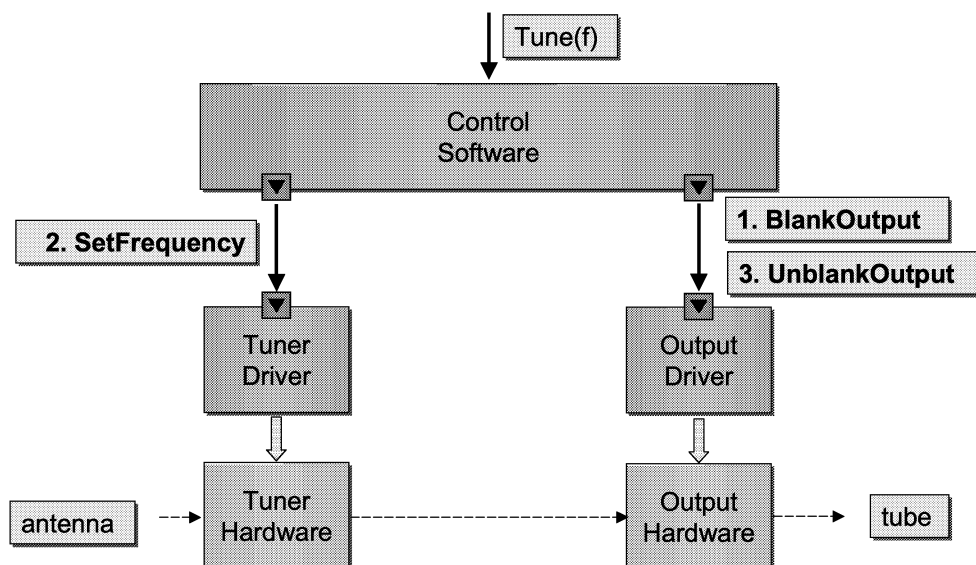 Tune(f)
Control
Software
2. SetFrequency
1. BlankOutput
3. UnblankOutput
Tuner
Driver
Output
Driver
antenna
Tuner
Hardware
Output
Hardware
tube